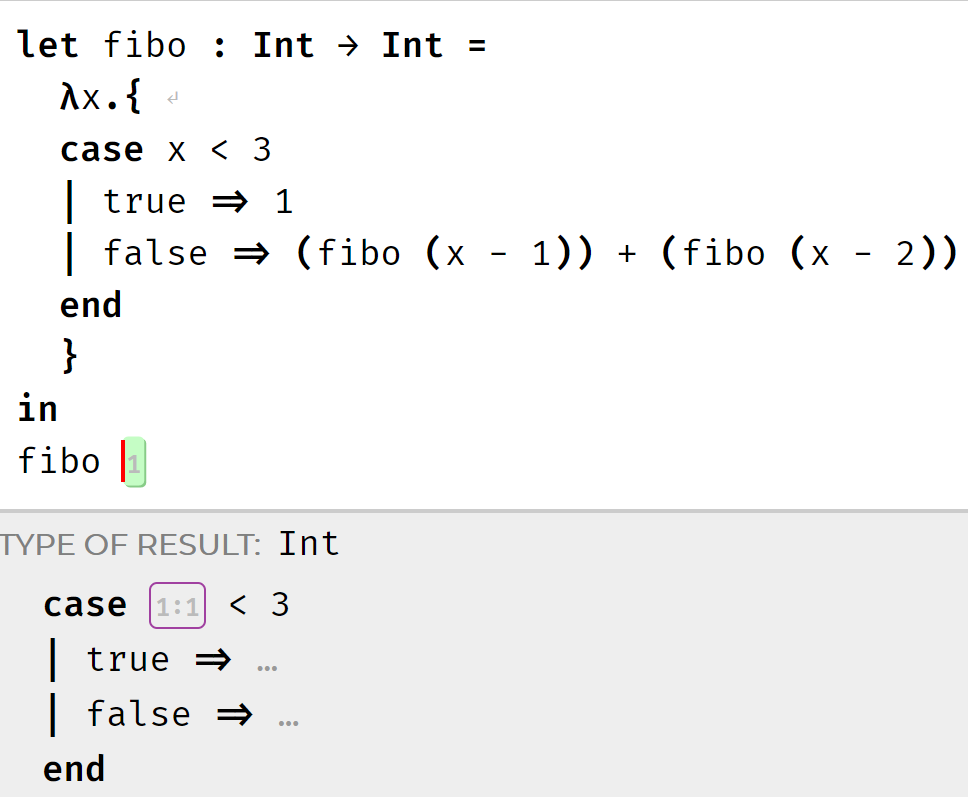 let fibo : Int → Int =
λx.{ ↵
case x < 3
| true ⇒ 1
| false ⇒ (fibo (x - 1)) + (fibo (x - 2))
end
}
in
fibo 1
TYPE OF RESULT: Int
case 1:1 < 3
| true ⇒ …
| false ⇒ …
end